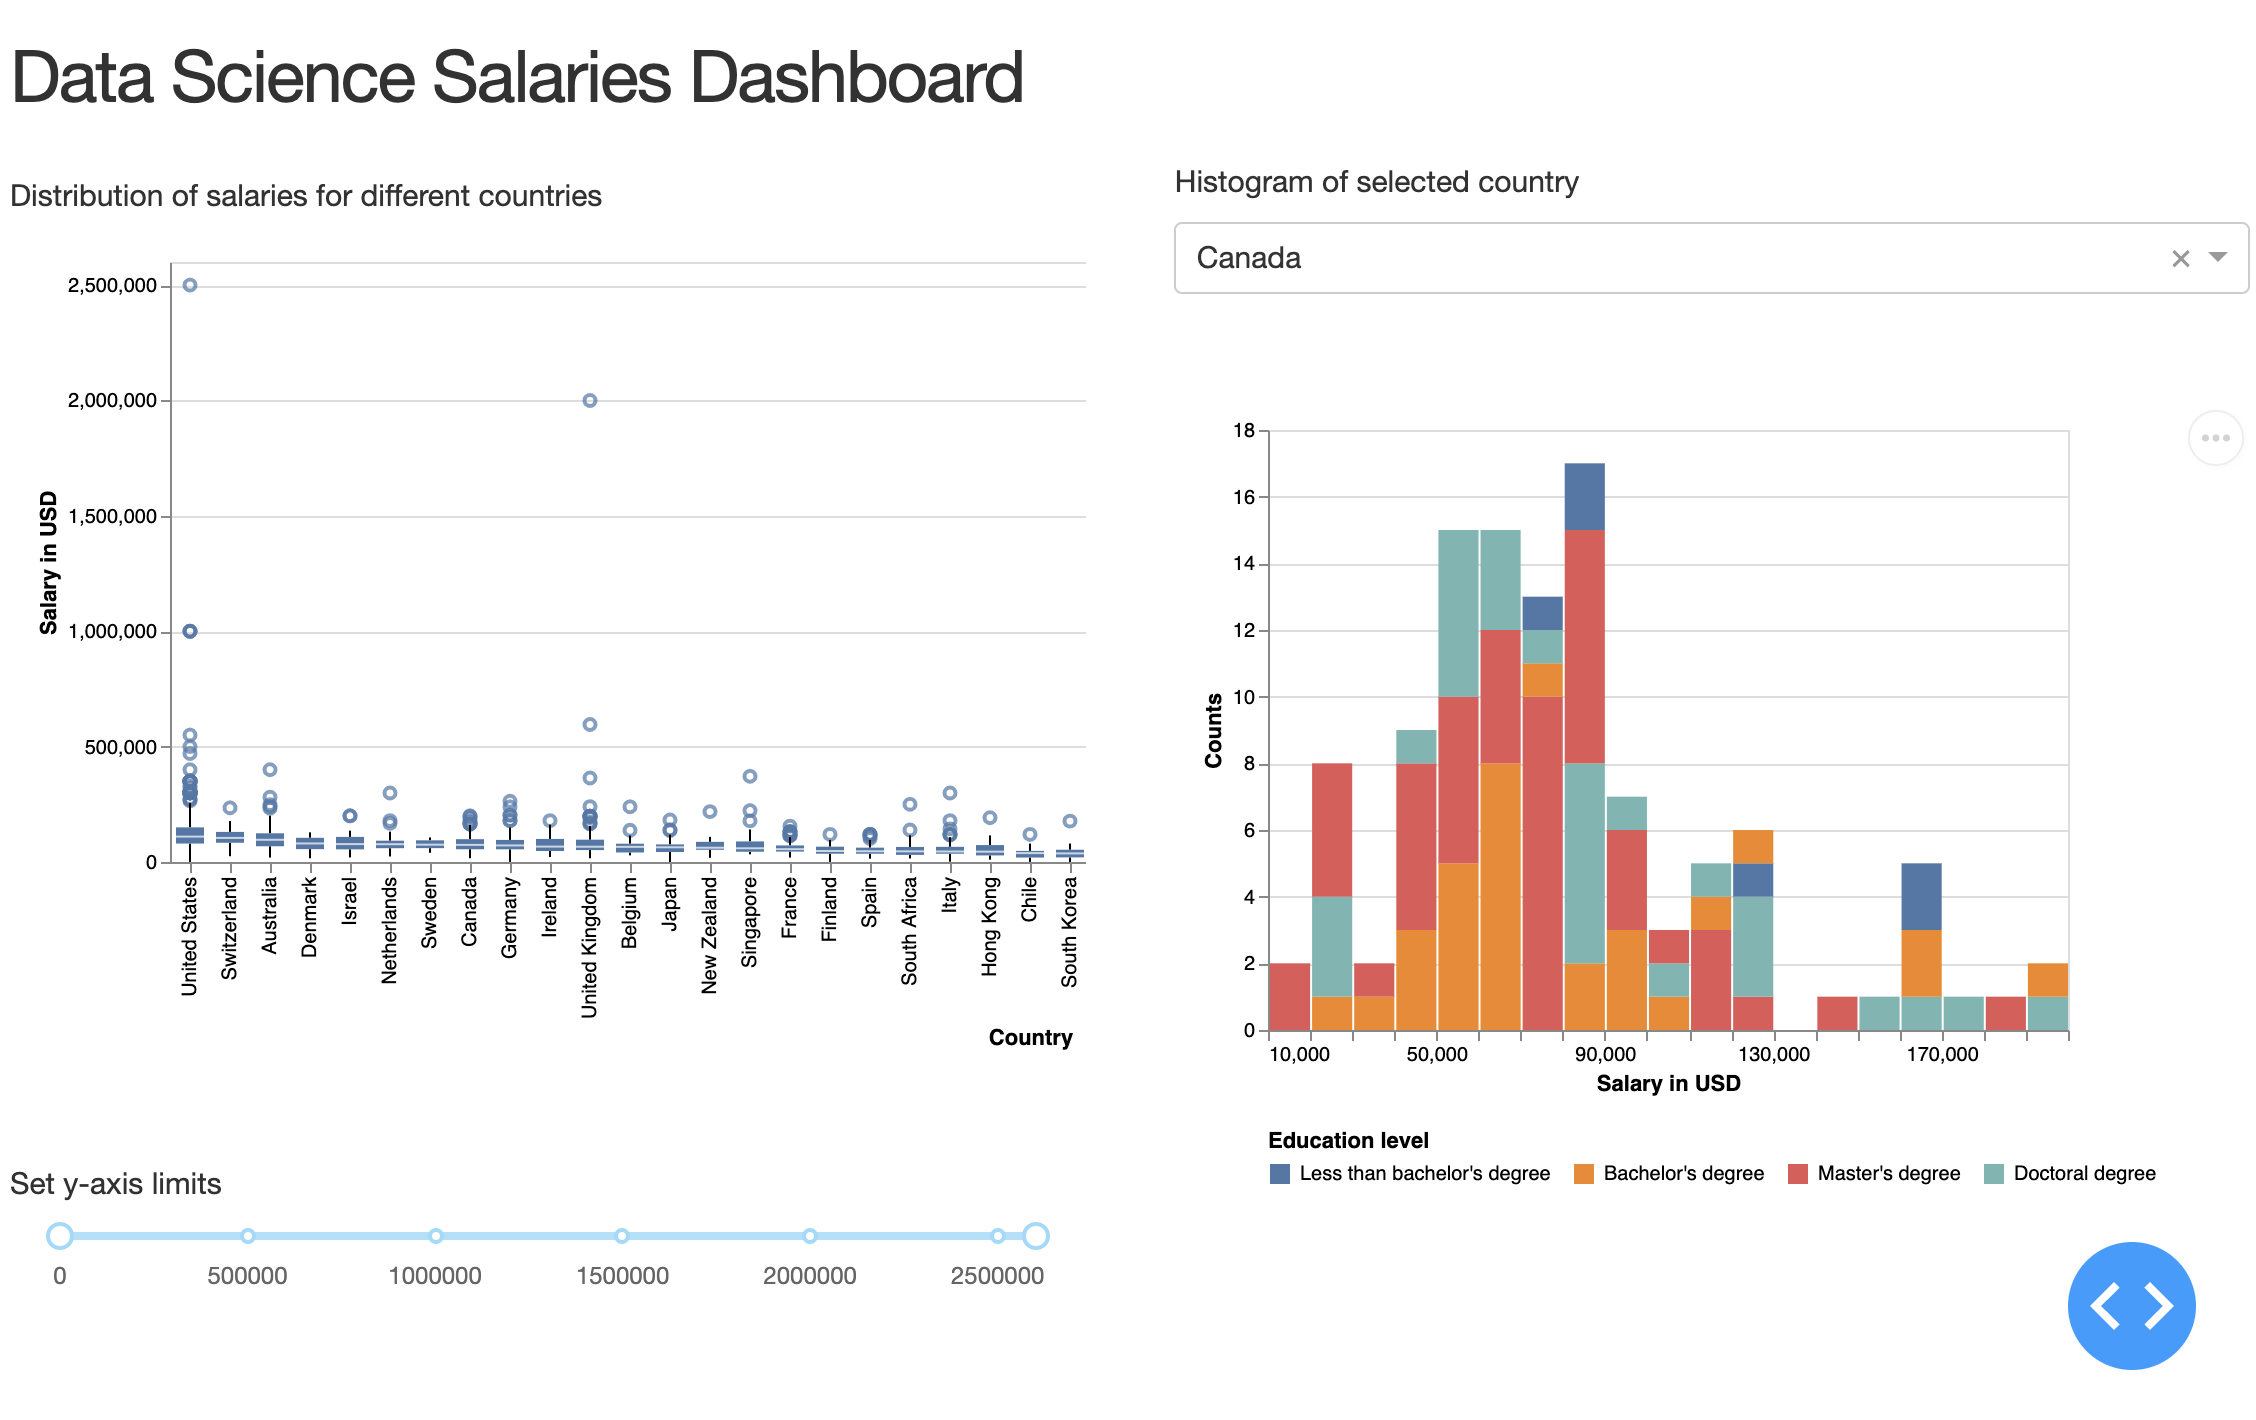 Data Science Salaries Dashboard
Distribution of salaries for different countries
2,500,000
2,000,000
1,500,000
1,000,000
500,000
0
Salary in USD
United States
Switzerland
Australia
Denmark
Israel
Netherlands
Sweden
Canada
Germany
Ireland
United Kingdom
Belgium
Japan
New Zealand
Singapore
France
Finland
Spain
South Africa
Italy
Hong Kong
Chile
South Korea
Country
Set y-axis limits
0 500000 1000000 1500000 2000000 2500000
Histogram of selected country
Canada
18
16
14
12
10
8
6
4
2
0
Counts
10,000 50,000 90,000 130,000 170,000
Salary in USD
Education level
Less than bachelor's degree Bachelor's degree Master's degree Doctoral degree